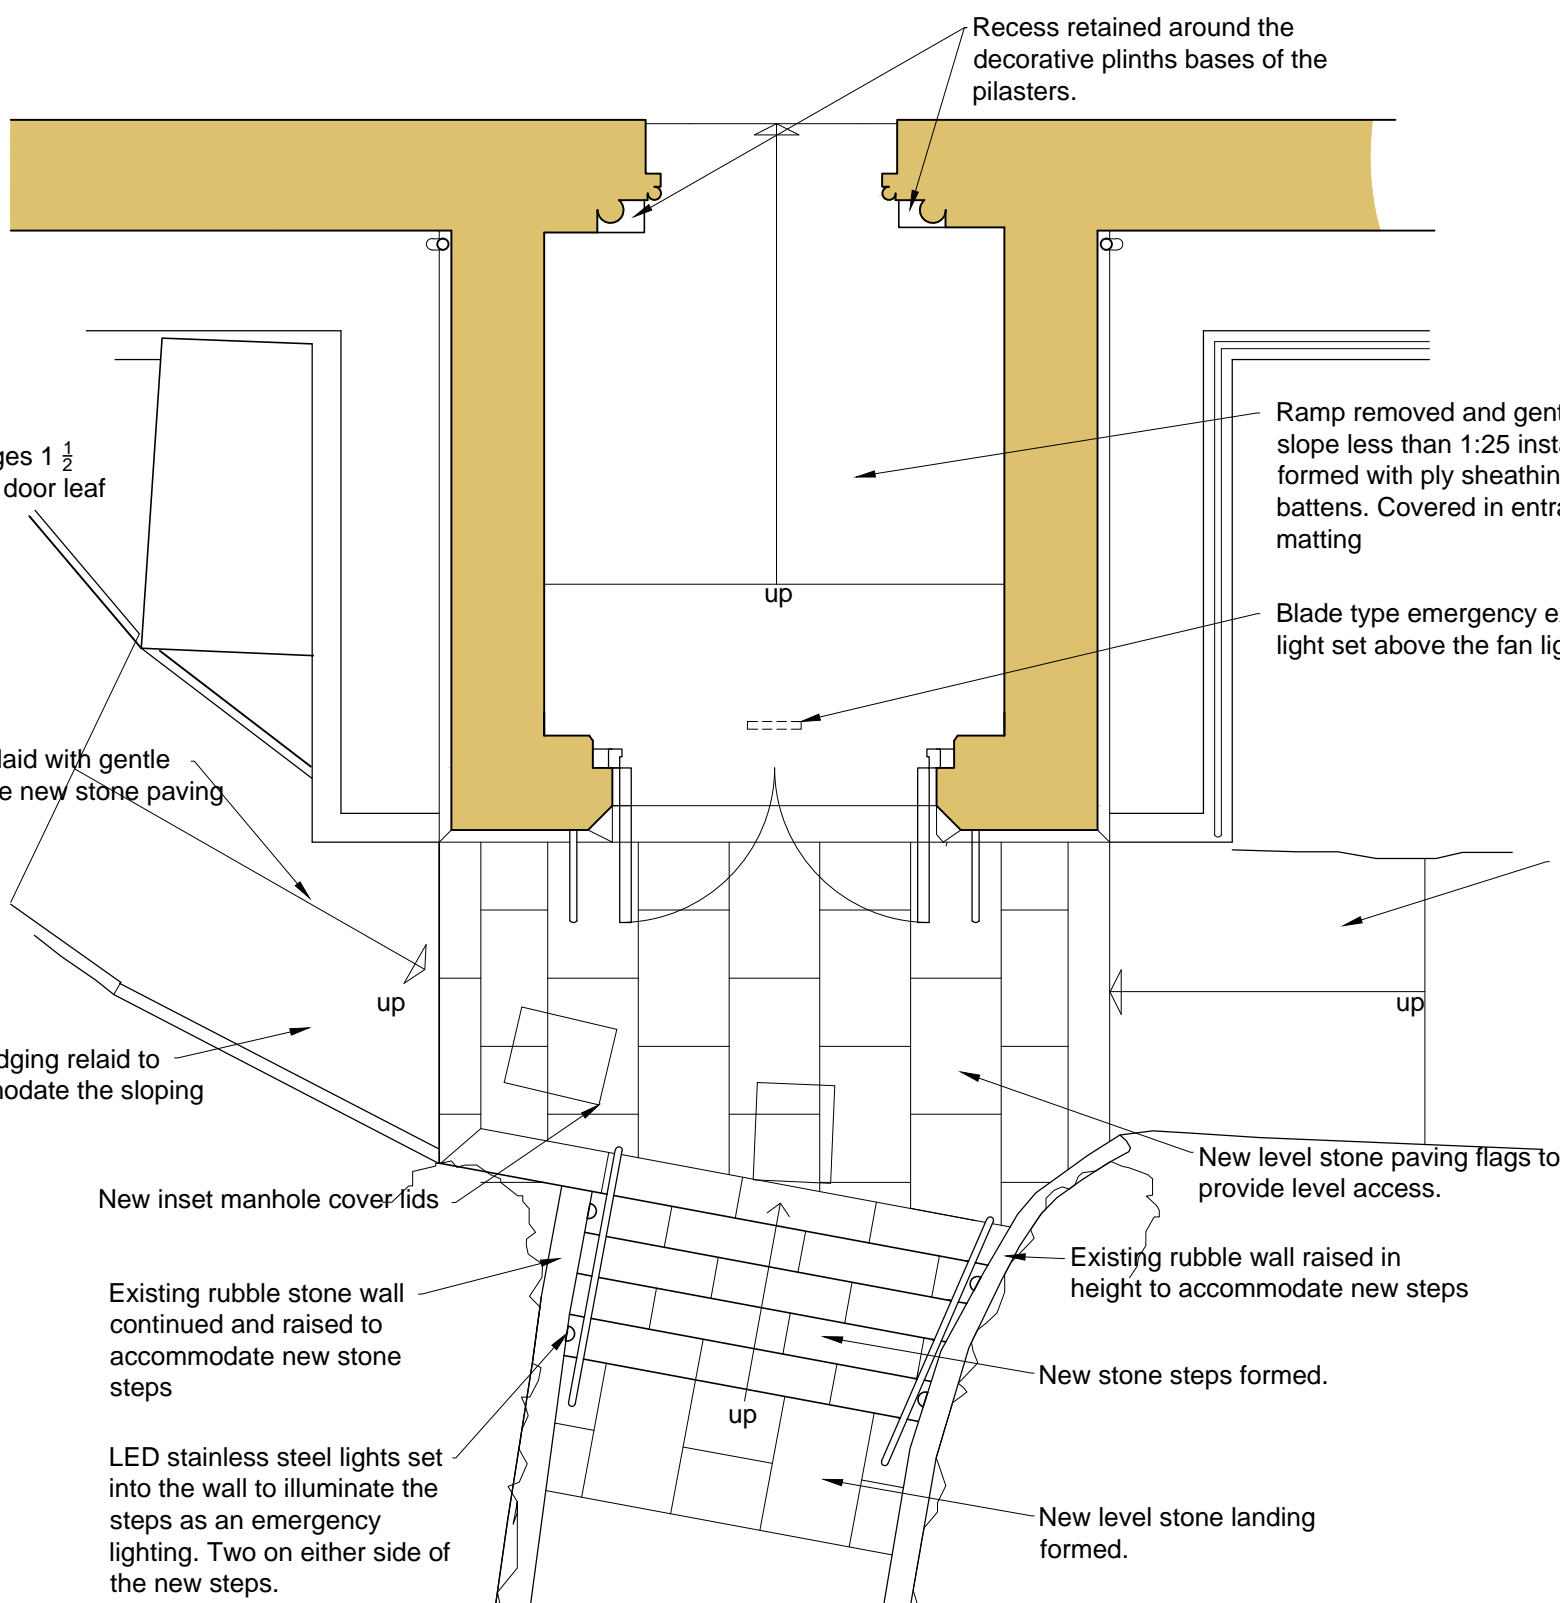 Recess retained around the
decorative plinths bases of the
pilasters.
Ramp removed and gent
slope less than 1:25 insta
formed with ply sheathin
battens. Covered in entra
matting
ges 1 1/2
door leaf
up
Blade type emergency e
light set above the fan lig
laid with gentle
e new stone paving
up
up
dging relaid to
nodate the sloping
New level stone paving flags to
provide level access.
New inset manhole cover lids
Existing rubble wall raised in
height to accommodate new steps
Existing rubble stone wall
continued and raised to
accommodate new stone
steps
New stone steps formed.
up
LED stainless steel lights set
into the wall to illuminate the
steps as an emergency
lighting. Two on either side of
the new steps.
New level stone landing
formed.